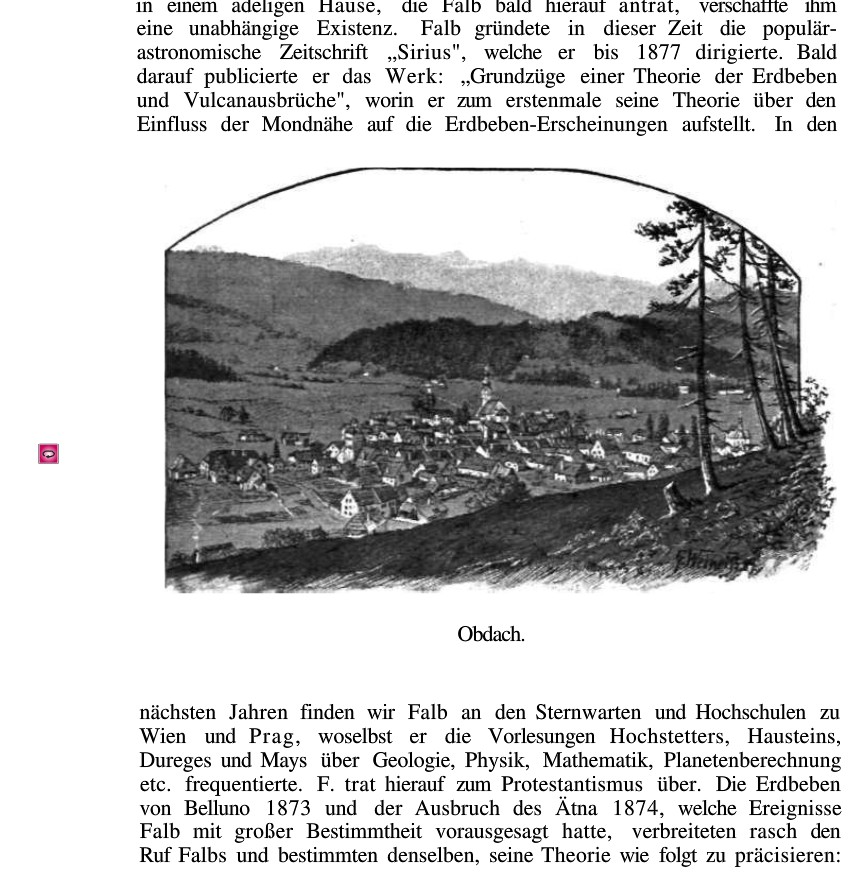 in einem adeligen Hause, die Falb bald hierauf antrat, verschaffte ihm
eine unabhängige Existenz. Falb gründete in dieser Zeit die populär-
astronomische Zeitschrift „Sirius", welche er bis 1877 dirigierte. Bald
darauf publicierte er das Werk: „Grundzüge einer Theorie der Erdbeben
und Vulcanausbrüche", worin er zum erstenmale seine Theorie über den
Einfluss der Mondnähe auf die Erdbeben-Erscheinungen aufstellt. In den
Obdach.
nächsten Jahren finden wir Falb an den Sternwarten und Hochschulen zu
Wien und Prag, woselbst er die Vorlesungen Hochstetters, Hausteins,
Dureges und Mays über Geologie, Physik, Mathematik, Planetenberechnung
etc. frequentierte. F. trat hierauf zum Protestantismus über. Die Erdbeben
von Belluno 1873 und der Ausbruch des Ätna 1874, welche Ereignisse
Falb mit großer Bestimmtheit vorausgesagt hatte, verbreiteten rasch den
Ruf Falbs und bestimmten denselben, seine Theorie wie folgt zu präcisieren: